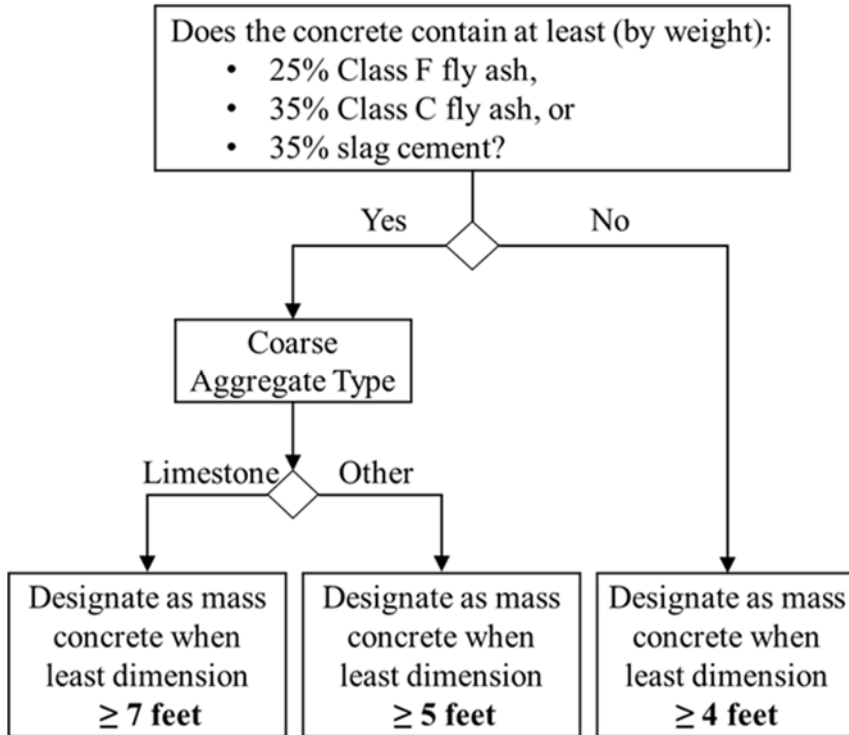 Does the concrete contain at least (by weight):
• 25% Class F fly ash,
• 35% Class C fly ash, or
• 35% slag cement?
Yes
No
Coarse
Aggregate Type
Limestone
Other
Designate as mass
concrete when
least dimension
≥ 7 feet
Designate as mass
concrete when
least dimension
≥ 5 feet
Designate as mass
concrete when
least dimension
≥ 4 feet